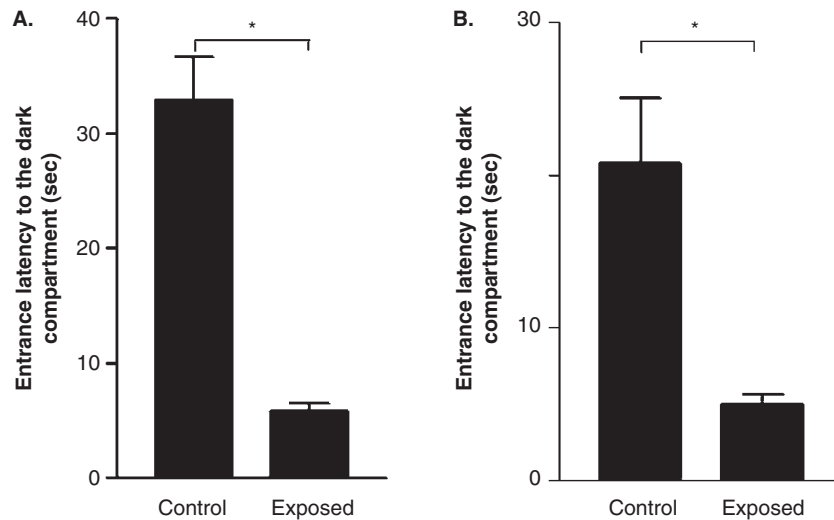 A.
Entrance latency to the dark
compartment (sec)
40
30
20
10
0
*
Control Exposed
B.
Entrance latency to the dark
compartment (sec)
30
10
0
*
Control Exposed